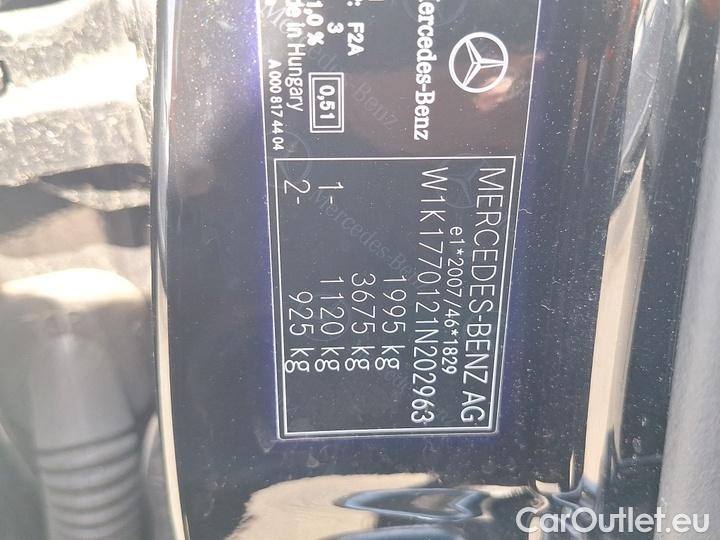 Mercedes-Benz
F2A
1,0 % 3
de in Hungary 0,51
A 000 817 44 04
MERCEDES-BENZ AG
e1*2007/46*1829
W1K1770121N202963
1995 kg
3675 kg
1- 1120 kg
2- 925 kg
CarOutlet.eu